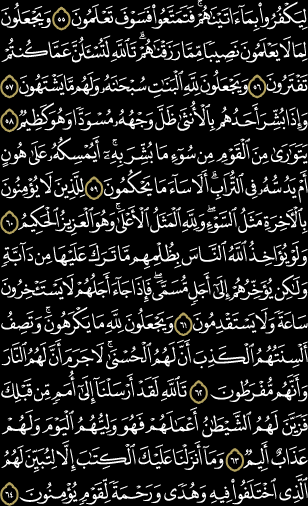 لِيَكْفُرُوا۟ بِمَآ ءَاتَيْنَٰهُمْ ۚ فَتَمَتَّعُوا۟ ۖ فَسَوْفَ تَعْلَمُونَ ٥٥ وَيَجْعَلُونَ
لِمَا لَا يَعْلَمُونَ نَصِيبًا مِّمَّا رَزَقْنَٰهُمْ ۗ تَٱللَّهِ لَتُسْـَٔلُنَّ عَمَّا كُنتُمْ
تَفْتَرُونَ ٥٦ وَيَجْعَلُونَ لِلَّهِ ٱلْبَنَٰتِ سُبْحَٰنَهُۥ ۙ وَلَهُم مَّا يَشْتَهُونَ ٥٧
وَإِذَا بُشِّرَ أَحَدُهُم بِٱلْأُنثَىٰ ظَلَّ وَجْهُهُۥ مُسْوَدًّا وَهُوَ كَظِيمٌ ٥٨
يَتَوَٰرَىٰ مِنَ ٱلْقَوْمِ مِن سُوٓءِ مَا بُشِّرَ بِهِۦٓ ۚ أَيُمْسِكُهُۥ عَلَىٰ هُونٍ
أَمْ يَدُسُّهُۥ فِى ٱلتُّرَابِ ۗ أَلَا سَآءَ مَا يَحْكُمُونَ ٥٩ لِلَّذِينَ لَا يُؤْمِنُونَ
بِٱلْـَٔاخِرَةِ مَثَلُ ٱلسَّوْءِ ۖ وَلِلَّهِ ٱلْمَثَلُ ٱلْأَعْلَىٰ ۚ وَهُوَ ٱلْعَزِيزُ ٱلْحَكِيمُ ٦٠
وَلَوْ يُؤَاخِذُ ٱللَّهُ ٱلنَّاسَ بِظُلْمِهِم مَّا تَرَكَ عَلَيْهَا مِن دَآبَّةٍ
وَلَٰكِن يُؤَخِّرُهُمْ إِلَىٰٓ أَجَلٍ مُّسَمًّى ۖ فَإِذَا جَآءَ أَجَلُهُمْ لَا يَسْتَـْٔخِرُونَ
سَاعَةً ۖ وَلَا يَسْتَقْدِمُونَ ٦١ وَيَجْعَلُونَ لِلَّهِ مَا يَكْرَهُونَ وَتَصِفُ
أَلْسِنَتُهُمُ ٱلْكَذِبَ أَنَّ لَهُمُ ٱلْحُسْنَىٰ ۖ لَا جَرَمَ أَنَّ لَهُمُ ٱلنَّارَ
وَأَنَّهُم مُّفْرَطُونَ ٦٢ تَٱللَّهِ لَقَدْ أَرْسَلْنَآ إِلَىٰٓ أُمَمٍ مِّن قَبْلِكَ
فَزَيَّنَ لَهُمُ ٱلشَّيْطَٰنُ أَعْمَٰلَهُمْ فَهُوَ وَلِيُّهُمُ ٱلْيَوْمَ وَلَهُمْ
عَذَابٌ أَلِيمٌ ٦٣ وَمَآ أَنزَلْنَا عَلَيْكَ ٱلْكِتَٰبَ إِلَّا لِتُبَيِّنَ لَهُمُ
ٱلَّذِى ٱخْتَلَفُوا۟ فِيهِ ۙ وَهُدًى وَرَحْمَةً لِّقَوْمٍ يُؤْمِنُونَ ٦٤